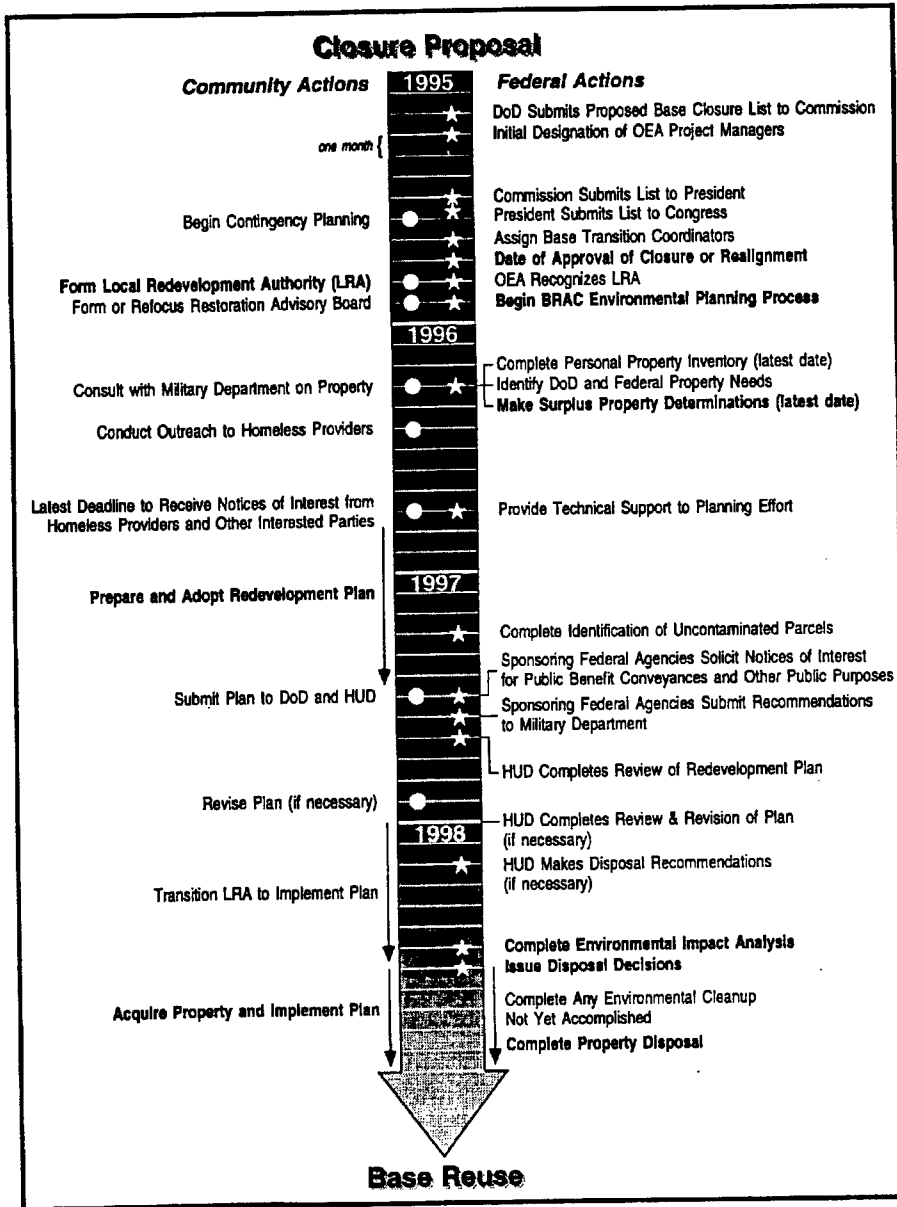 Closure Proposal
Community Actions
1995
Federal Actions
DoD Submits Proposed Base Closure List to Commission
Initial Designation of OEA Project Managers
one month {
Commission Submits List to President
President Submits List to Congress
Begin Contingency Planning
Assign Base Transition Coordinators
Date of Approval of Closure or Realignment
Form Local Redevelopment Authority (LRA)
OEA Recognizes LRA
Form or Refocus Restoration Advisory Board
Begin BRAC Environmental Planning Process
1996
Complete Personal Property Inventory (latest date)
Consult with Military Department on Property
Identify DoD and Federal Property Needs
Make Surplus Property Determinations (latest date)
Conduct Outreach to Homeless Providers
Latest Deadline to Receive Notices of Interest from
Homeless Providers and Other Interested Parties
Provide Technical Support to Planning Effort
1997
Prepare and Adopt Redevelopment Plan
Complete Identification of Uncontaminated Parcels
Sponsoring Federal Agencies Solicit Notices of Interest
for Public Benefit Conveyances and Other Public Purposes
Submit Plan to DoD and HUD
Sponsoring Federal Agencies Submit Recommendations
to Military Department
HUD Completes Review of Redevelopment Plan
Revise Plan (if necessary)
HUD Completes Review & Revision of Plan
(if necessary)
1998
HUD Makes Disposal Recommendations
(if necessary)
Transition LRA to Implement Plan
Complete Environmental Impact Analysis
Issue Disposal Decisions
Acquire Property and Implement Plan
Complete Any Environmental Cleanup
Not Yet Accomplished
Complete Property Disposal
Base Reuse